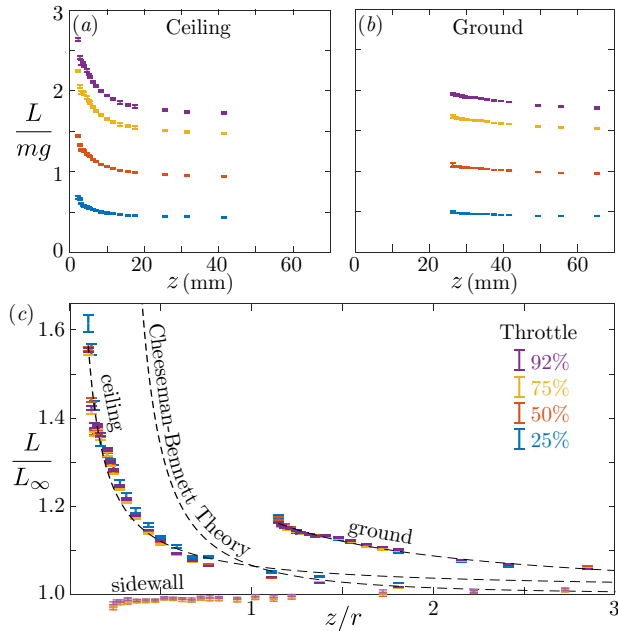 (a) Ceiling
(b) Ground
3
2
1
0
L/mg
0 20 40 60
z (mm)
0 20 40 60
z (mm)
(c)
1.6
1.4
1.2
1.0
L/L∞
ceiling
Cheeseman-Bennett Theory
ground
sidewall
Throttle
92%
75%
50%
25%
1 2 3
z/r